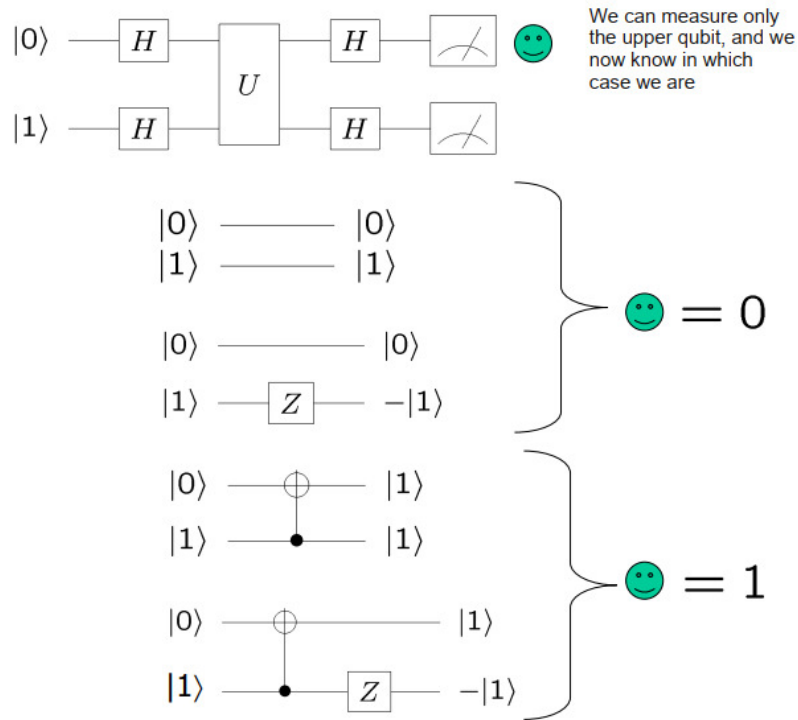 |0⟩ H H
We can measure only
the upper qubit, and we
now know in which
case we are
U
|1⟩ H H
|0⟩ |0⟩
|1⟩ |1⟩
= 0
|0⟩ |0⟩
|1⟩ Z −|1⟩
|0⟩ |1⟩
|1⟩ |1⟩
= 1
|0⟩ |1⟩
|1⟩ Z −|1⟩